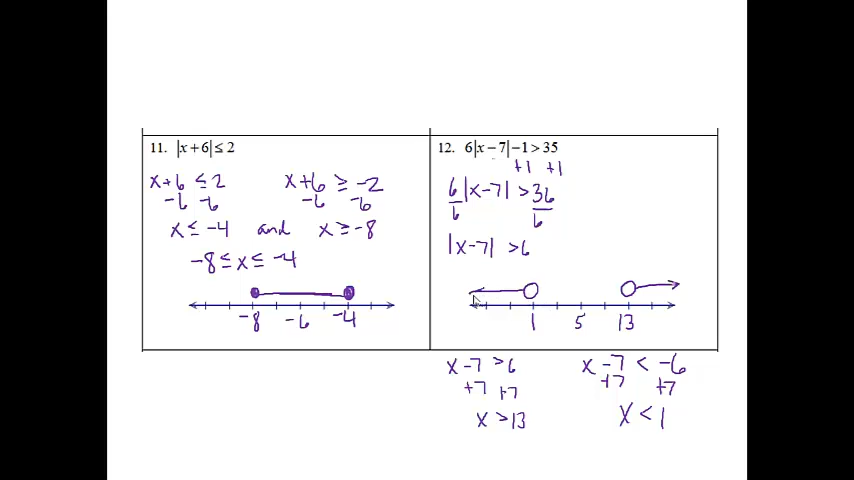 11. |x+6| ≤ 2
x+6 ≤ 2 x+6 ≥ -2
-6 -6 -6 -6
x ≤ -4 and x ≥ -8
-8 ≤ x ≤ -4
-8 -6 -4
12. 6|x-7|-1 > 35
+1 +1
6|x-7| > 36
6 6
|x-7| > 6
1 5 13
x-7 > 6 x-7 < -6
+7 +7 +7 +7
x > 13 x < 1